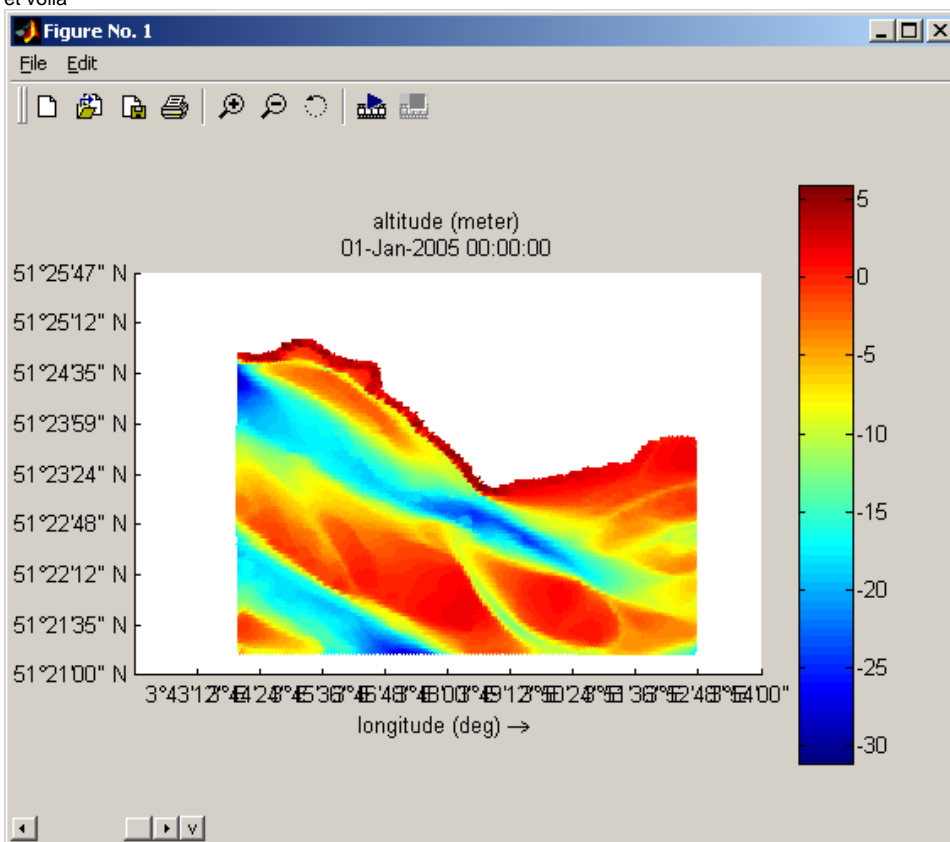 et voilà
Figure No. 1
File Edit
altitude (meter)
01-Jan-2005 00:00:00
51°25'47" N
51°25'12" N
51°24'35" N
51°23'59" N
51°23'24" N
51°22'48" N
51°22'12" N
51°21'35" N
51°21'00" N
longitude (deg) →
5
0
-5
-10
-15
-20
-25
-30
V